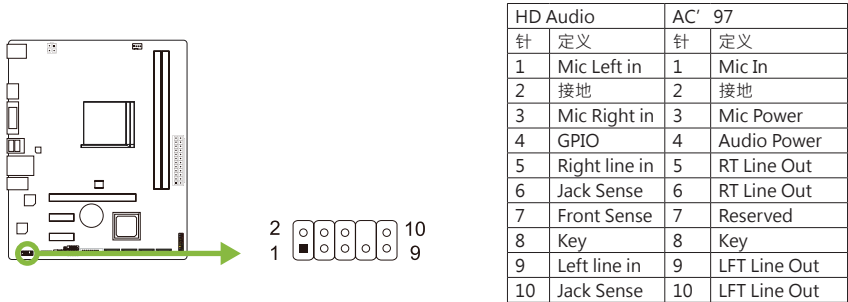 HD Audio AC’97
针 定义 针 定义
1 Mic Left in 1 Mic In
2 接地 2 接地
3 Mic Right in 3 Mic Power
4 GPIO 4 Audio Power
5 Right line in 5 RT Line Out
6 Jack Sense 6 RT Line Out
7 Front Sense 7 Reserved
8 Key 8 Key
9 Left line in 9 LFT Line Out
10 Jack Sense 10 LFT Line Out
2 10
1 9